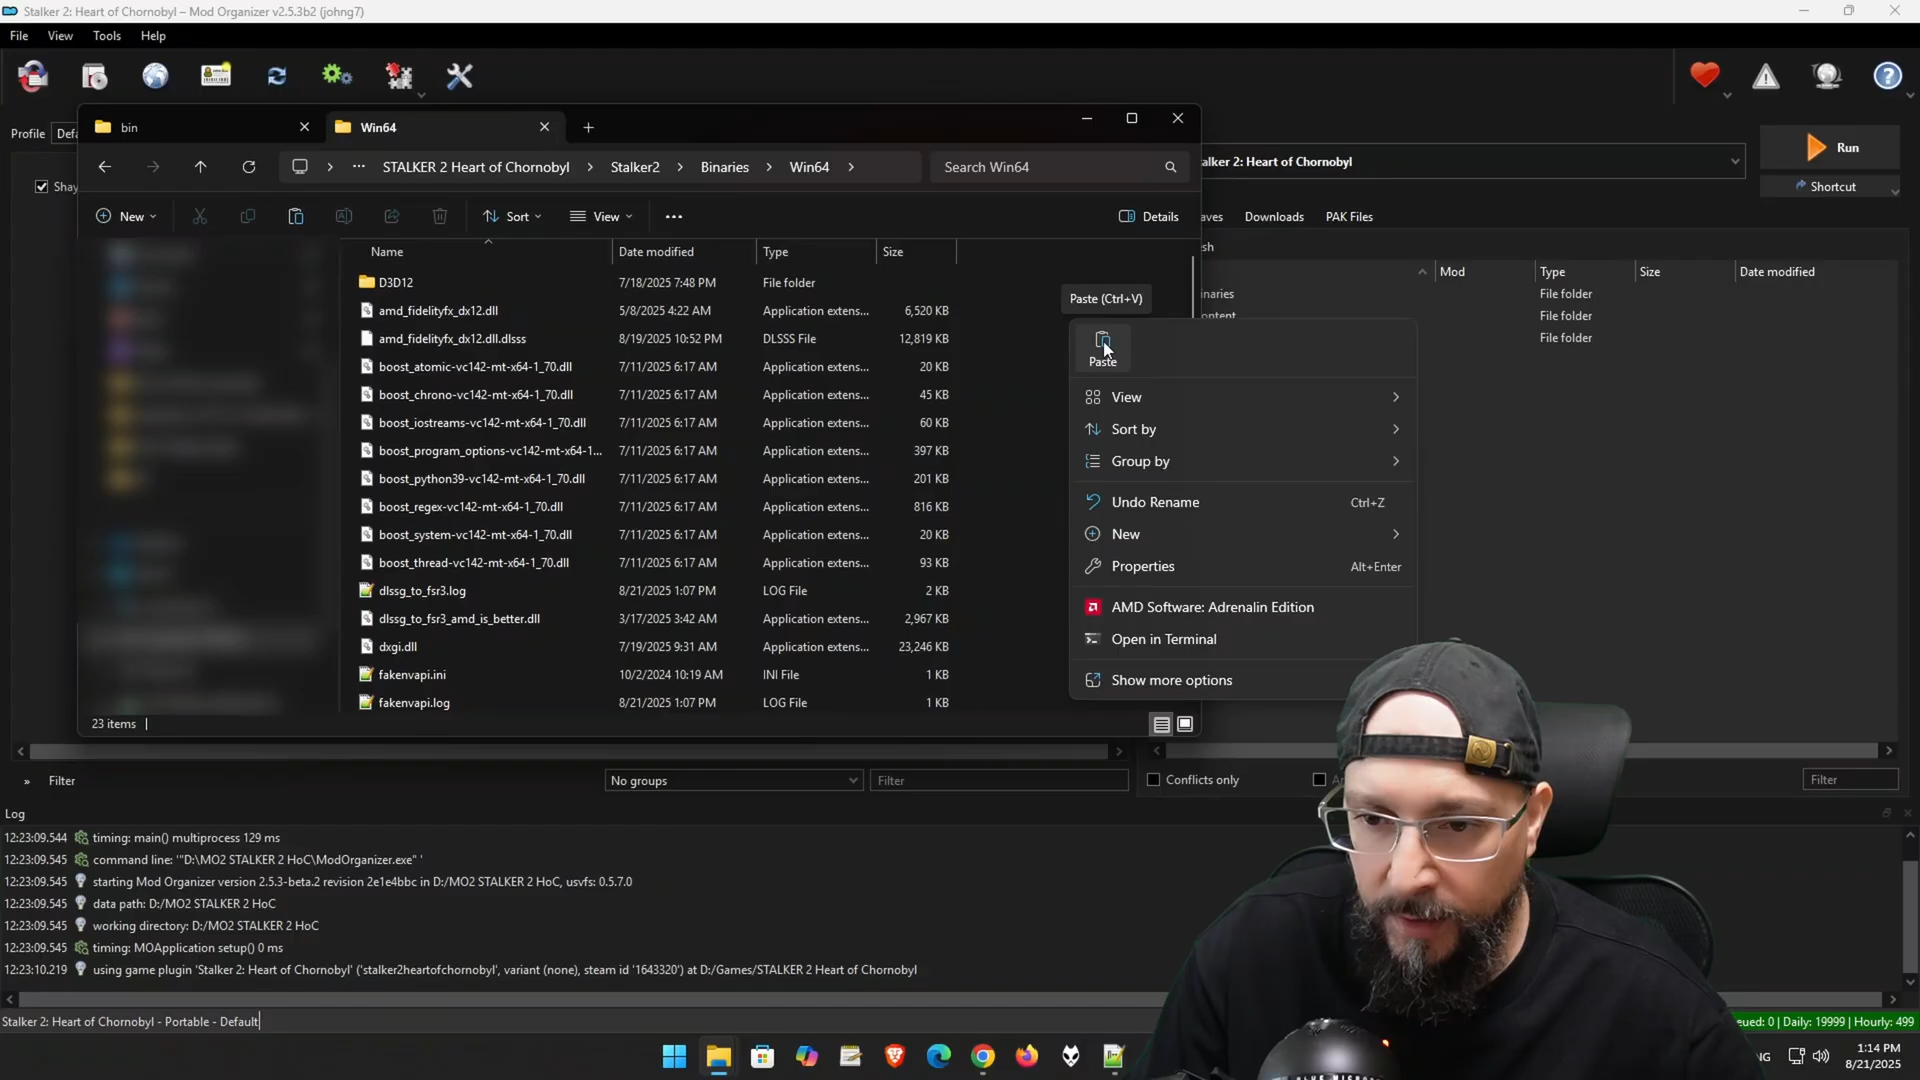 Stalker 2: Heart of Chornobyl – Mod Organizer v2.5.3b2 (johng7)
File View Tools Help
bin
Win64
Profile
STALKER 2 Heart of Chornobyl > Stalker2 > Binaries > Win64 >
Search Win64
alker 2: Heart of Chornobyl
Run
Shortcut
New
Sort
View
Details
Downloads
PAK Files
Name Date modified Type Size
D3D12 7/18/2025 7:48 PM File folder
amd_fidelityfx_dx12.dll 5/8/2025 4:22 AM Application extens... 6,520 KB
amd_fidelityfx_dx12.dll.dlsss 8/19/2025 10:52 PM DLSSS File 12,819 KB
boost_atomic-vc142-mt-x64-1_70.dll 7/11/2025 6:17 AM Application extens... 20 KB
boost_chrono-vc142-mt-x64-1_70.dll 7/11/2025 6:17 AM Application extens... 45 KB
boost_iostreams-vc142-mt-x64-1_70.dll 7/11/2025 6:17 AM Application extens... 60 KB
boost_program_options-vc142-mt-x64-1... 7/11/2025 6:17 AM Application extens... 397 KB
boost_python39-vc142-mt-x64-1_70.dll 7/11/2025 6:17 AM Application extens... 201 KB
boost_regex-vc142-mt-x64-1_70.dll 7/11/2025 6:17 AM Application extens... 816 KB
boost_system-vc142-mt-x64-1_70.dll 7/11/2025 6:17 AM Application extens... 20 KB
boost_thread-vc142-mt-x64-1_70.dll 7/11/2025 6:17 AM Application extens... 93 KB
dlssg_to_fsr3.log 8/21/2025 1:07 PM LOG File 2 KB
dlssg_to_fsr3_amd_is_better.dll 3/17/2025 3:42 AM Application extens... 2,967 KB
dxgi.dll 7/19/2025 9:31 AM Application extens... 23,246 KB
fakenvapi.ini 10/2/2024 10:19 AM INI File 1 KB
fakenvapi.log 8/21/2025 1:07 PM LOG File 1 KB
23 items
Paste (Ctrl+V)
Paste
View
Sort by
Group by
Undo Rename Ctrl+Z
New
Properties Alt+Enter
AMD Software: Adrenalin Edition
Open in Terminal
Show more options
Mod Type Size Date modified
File folder
File folder
File folder
Filter
No groups
Filter
Conflicts only
Filter
Log
12:23:09.544 timing: main() multiprocess 129 ms
12:23:09.545 command line: '"D:\MO2 STALKER 2 HoC\ModOrganizer.exe" '
12:23:09.545 starting Mod Organizer version 2.5.3-beta.2 revision 2e1e4bbc in D:/MO2 STALKER 2 HoC, usvfs: 0.5.7.0
12:23:09.545 data path: D:/MO2 STALKER 2 HoC
12:23:09.545 working directory: D:/MO2 STALKER 2 HoC
12:23:09.545 timing: MOApplication setup() 0 ms
12:23:10.219 using game plugin 'Stalker 2: Heart of Chornobyl' ('stalker2heartofchornobyl', variant (none), steam id '1643320') at D:/Games/STALKER 2 Heart of Chornobyl
Stalker 2: Heart of Chornobyl - Portable - Default
ueued: 0 | Daily: 19999 | Hourly: 499
1:14 PM
8/21/2025